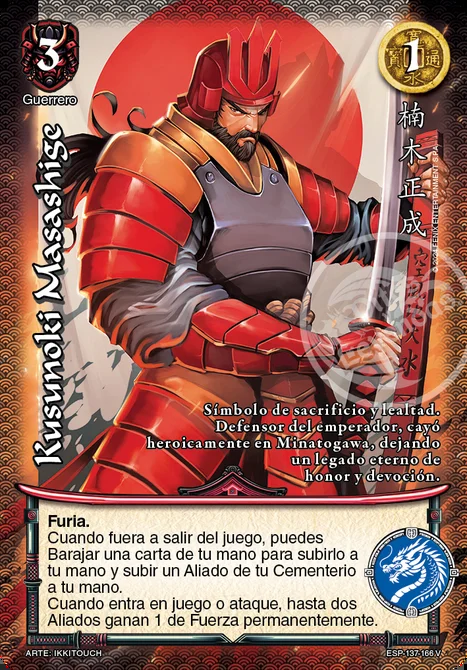 3
Guerrero
1
Kusunoki Masashige
楠木正成
Símbolo de sacrificio y lealtad.
Defensor del emperador, cayó
heroicamente en Minatogawa, dejando
un legado eterno de
honor y devoción.
Furia.
Cuando fuera a salir del juego, puedes
Barajar una carta de tu mano para subirlo a
tu mano y subir un Aliado de tu Cementerio
a tu mano.
Cuando entra en juego o ataque, hasta dos
Aliados ganan 1 de Fuerza permanentemente.
ARTE: IKKITOUCH
ESP-137-166 V